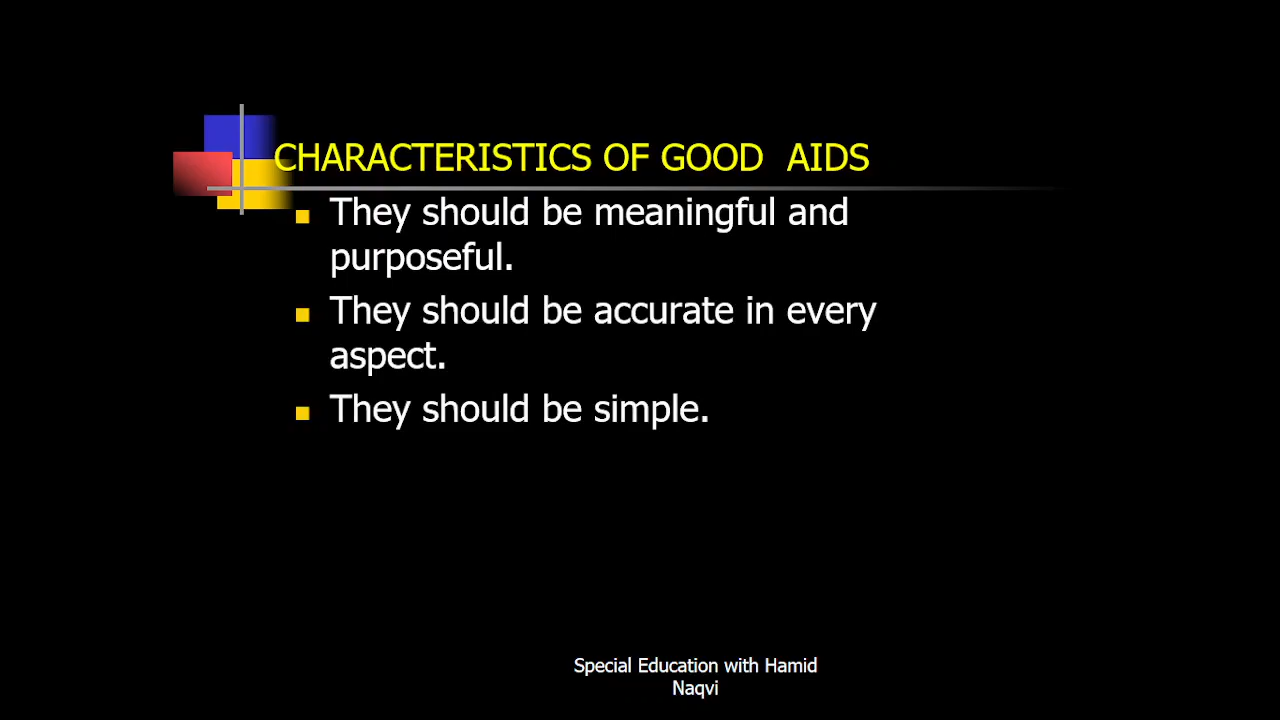 CHARACTERISTICS OF GOOD  AIDS
They should be meaningful and
purposeful.
They should be accurate in every
aspect.
They should be simple.
Special Education with Hamid
Naqvi